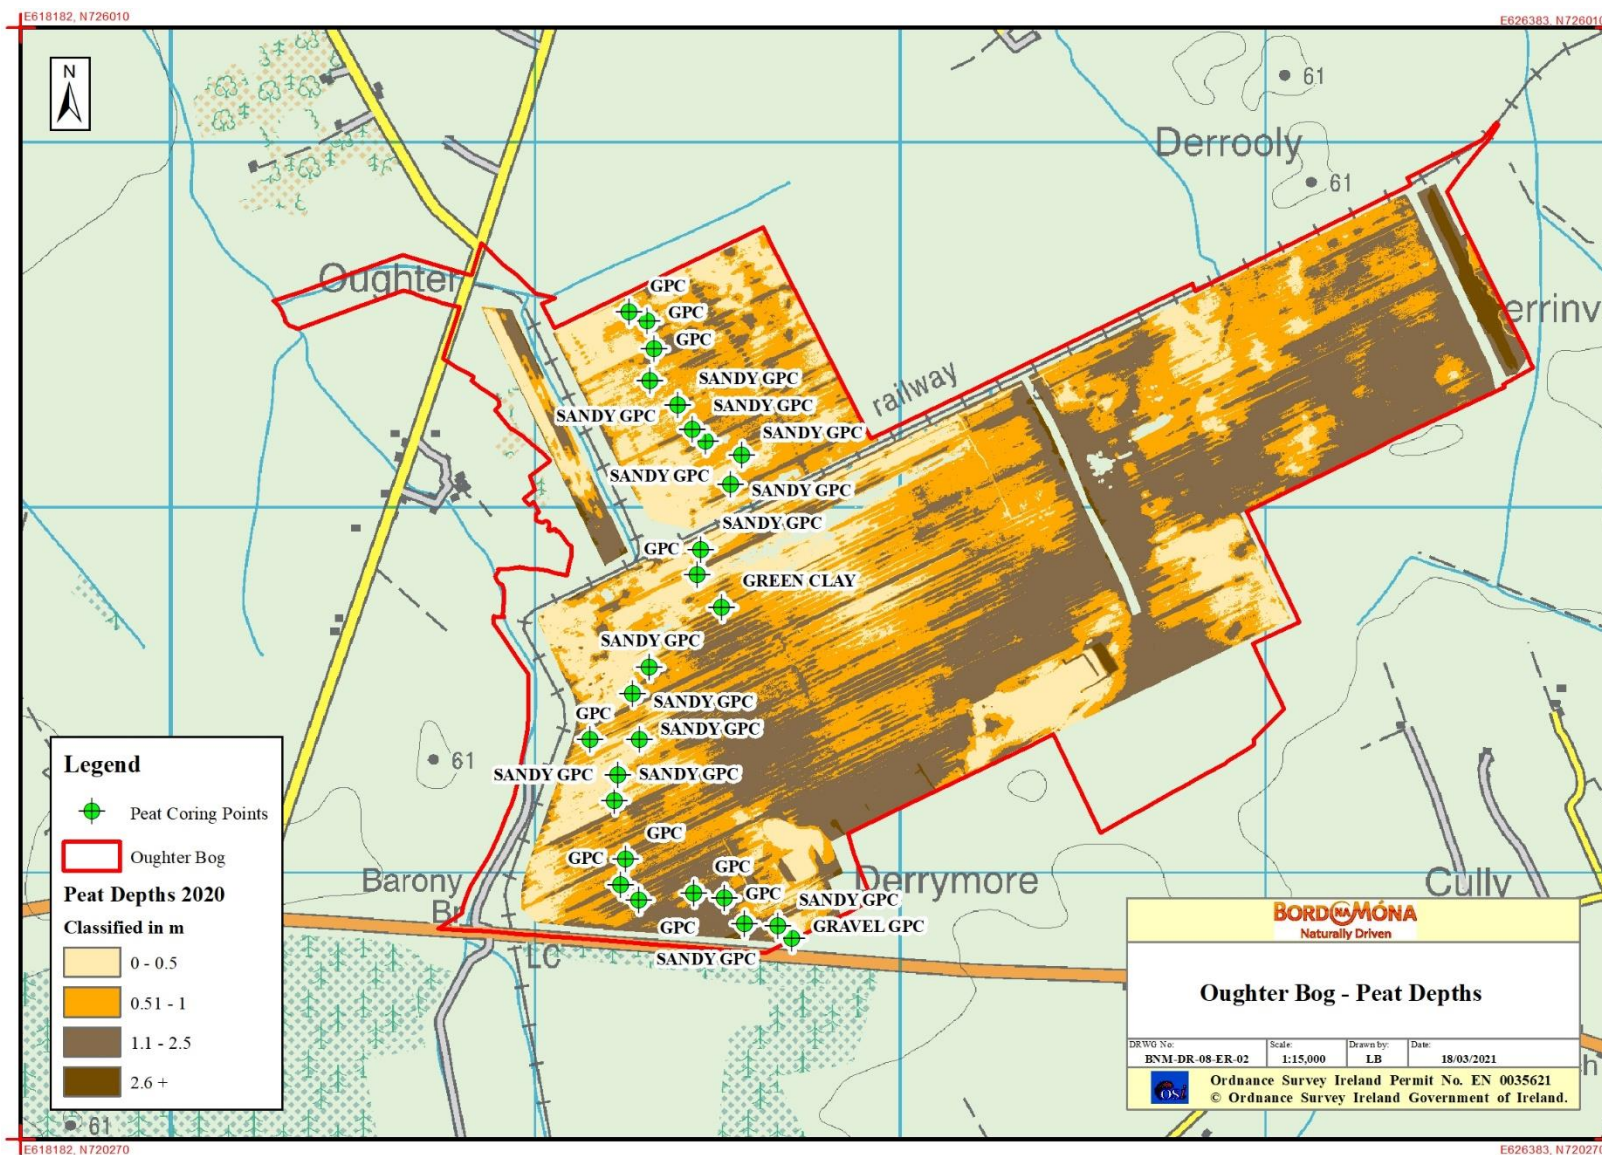 E618182, N726010
E626383, N726010
N
61
Derrooly
61
Oughter
GPC
GPC
GPC
errinv
SANDY GPC
railway
SANDY GPC
SANDY GPC
SANDY GPC
SANDY GPC
SANDY GPC
SANDY GPC
GPC
GREEN CLAY
SANDY GPC
SANDY GPC
GPC
SANDY GPC
61
SANDY GPC
SANDY GPC
GPC
GPC
GPC
Barony
Br
Derrymore
Cully
GPC
SANDY GPC
GPC
GRAVEL GPC
LC
SANDY GPC
Legend
Peat Coring Points
Oughter Bog
Peat Depths 2020
Classified in m
0 - 0.5
0.51 - 1
1.1 - 2.5
2.6 +
61
BORD NA MÓNA
Naturally Driven
Oughter Bog - Peat Depths
DRWG No:
BNM-DR-08-ER-02
Scale:
1:15,000
Drawn by:
LB
Date:
18/03/2021
h
OSi
Ordnance Survey Ireland Permit No. EN 0035621
© Ordnance Survey Ireland Government of Ireland.
E618182, N720270
E626383, N720270